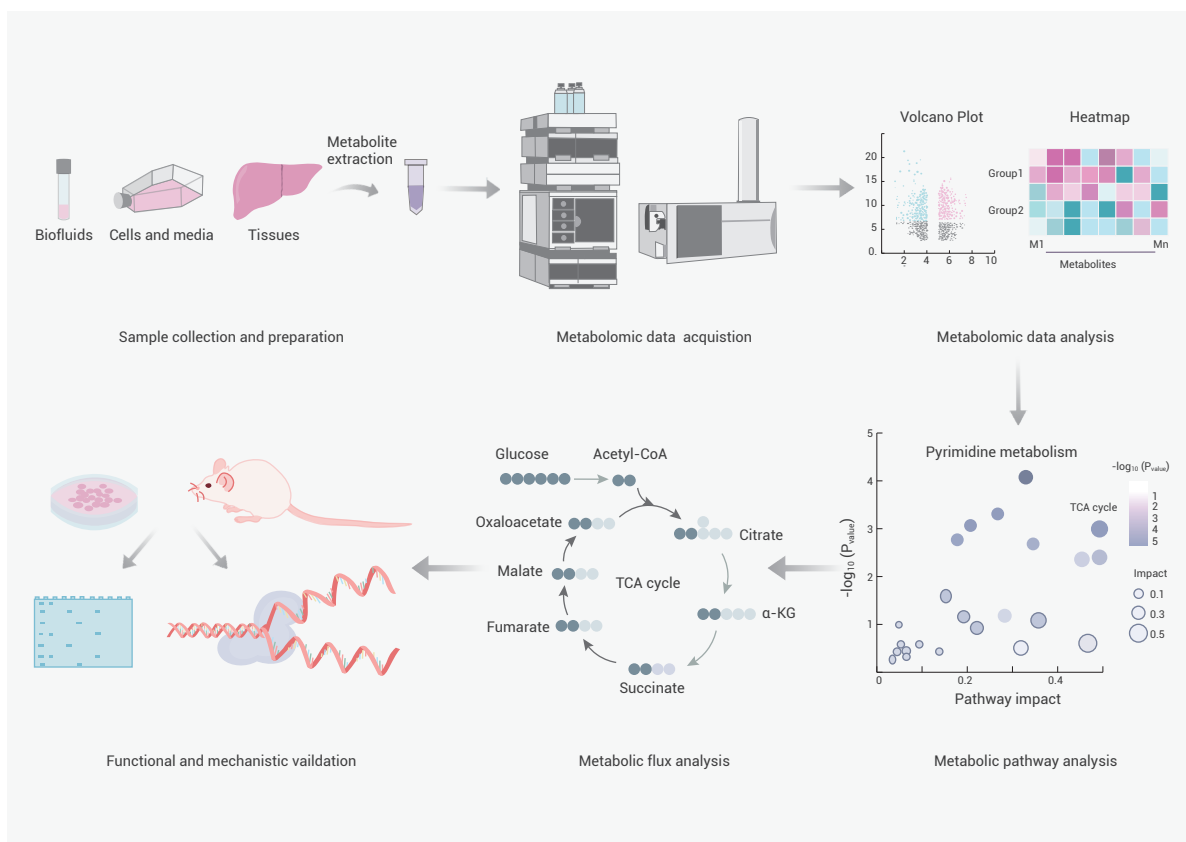 Metabolite
extraction
Biofluids
Cells and media
Tissues
Sample collection and preparation
Metabolomic data acquistion
Volcano Plot
20
15
10
5
0.
2
4
6
8
10
Heatmap
Group1
Group2
M1
Mn
Metabolites
Metabolomic data analysis
5
4
3
2
1
0
0.2
0.4
-log10 (Pvalue)
Pathway impact
Pyrimidine metabolism
TCA cycle
-log10 (Pvalue)
1
2
3
4
5
Impact
0.1
0.3
0.5
Metabolic pathway analysis
Glucose
Acetyl-CoA
Oxaloacetate
Citrate
Malate
TCA cycle
α-KG
Fumarate
Succinate
Metabolic flux analysis
Functional and mechanistic vaildation